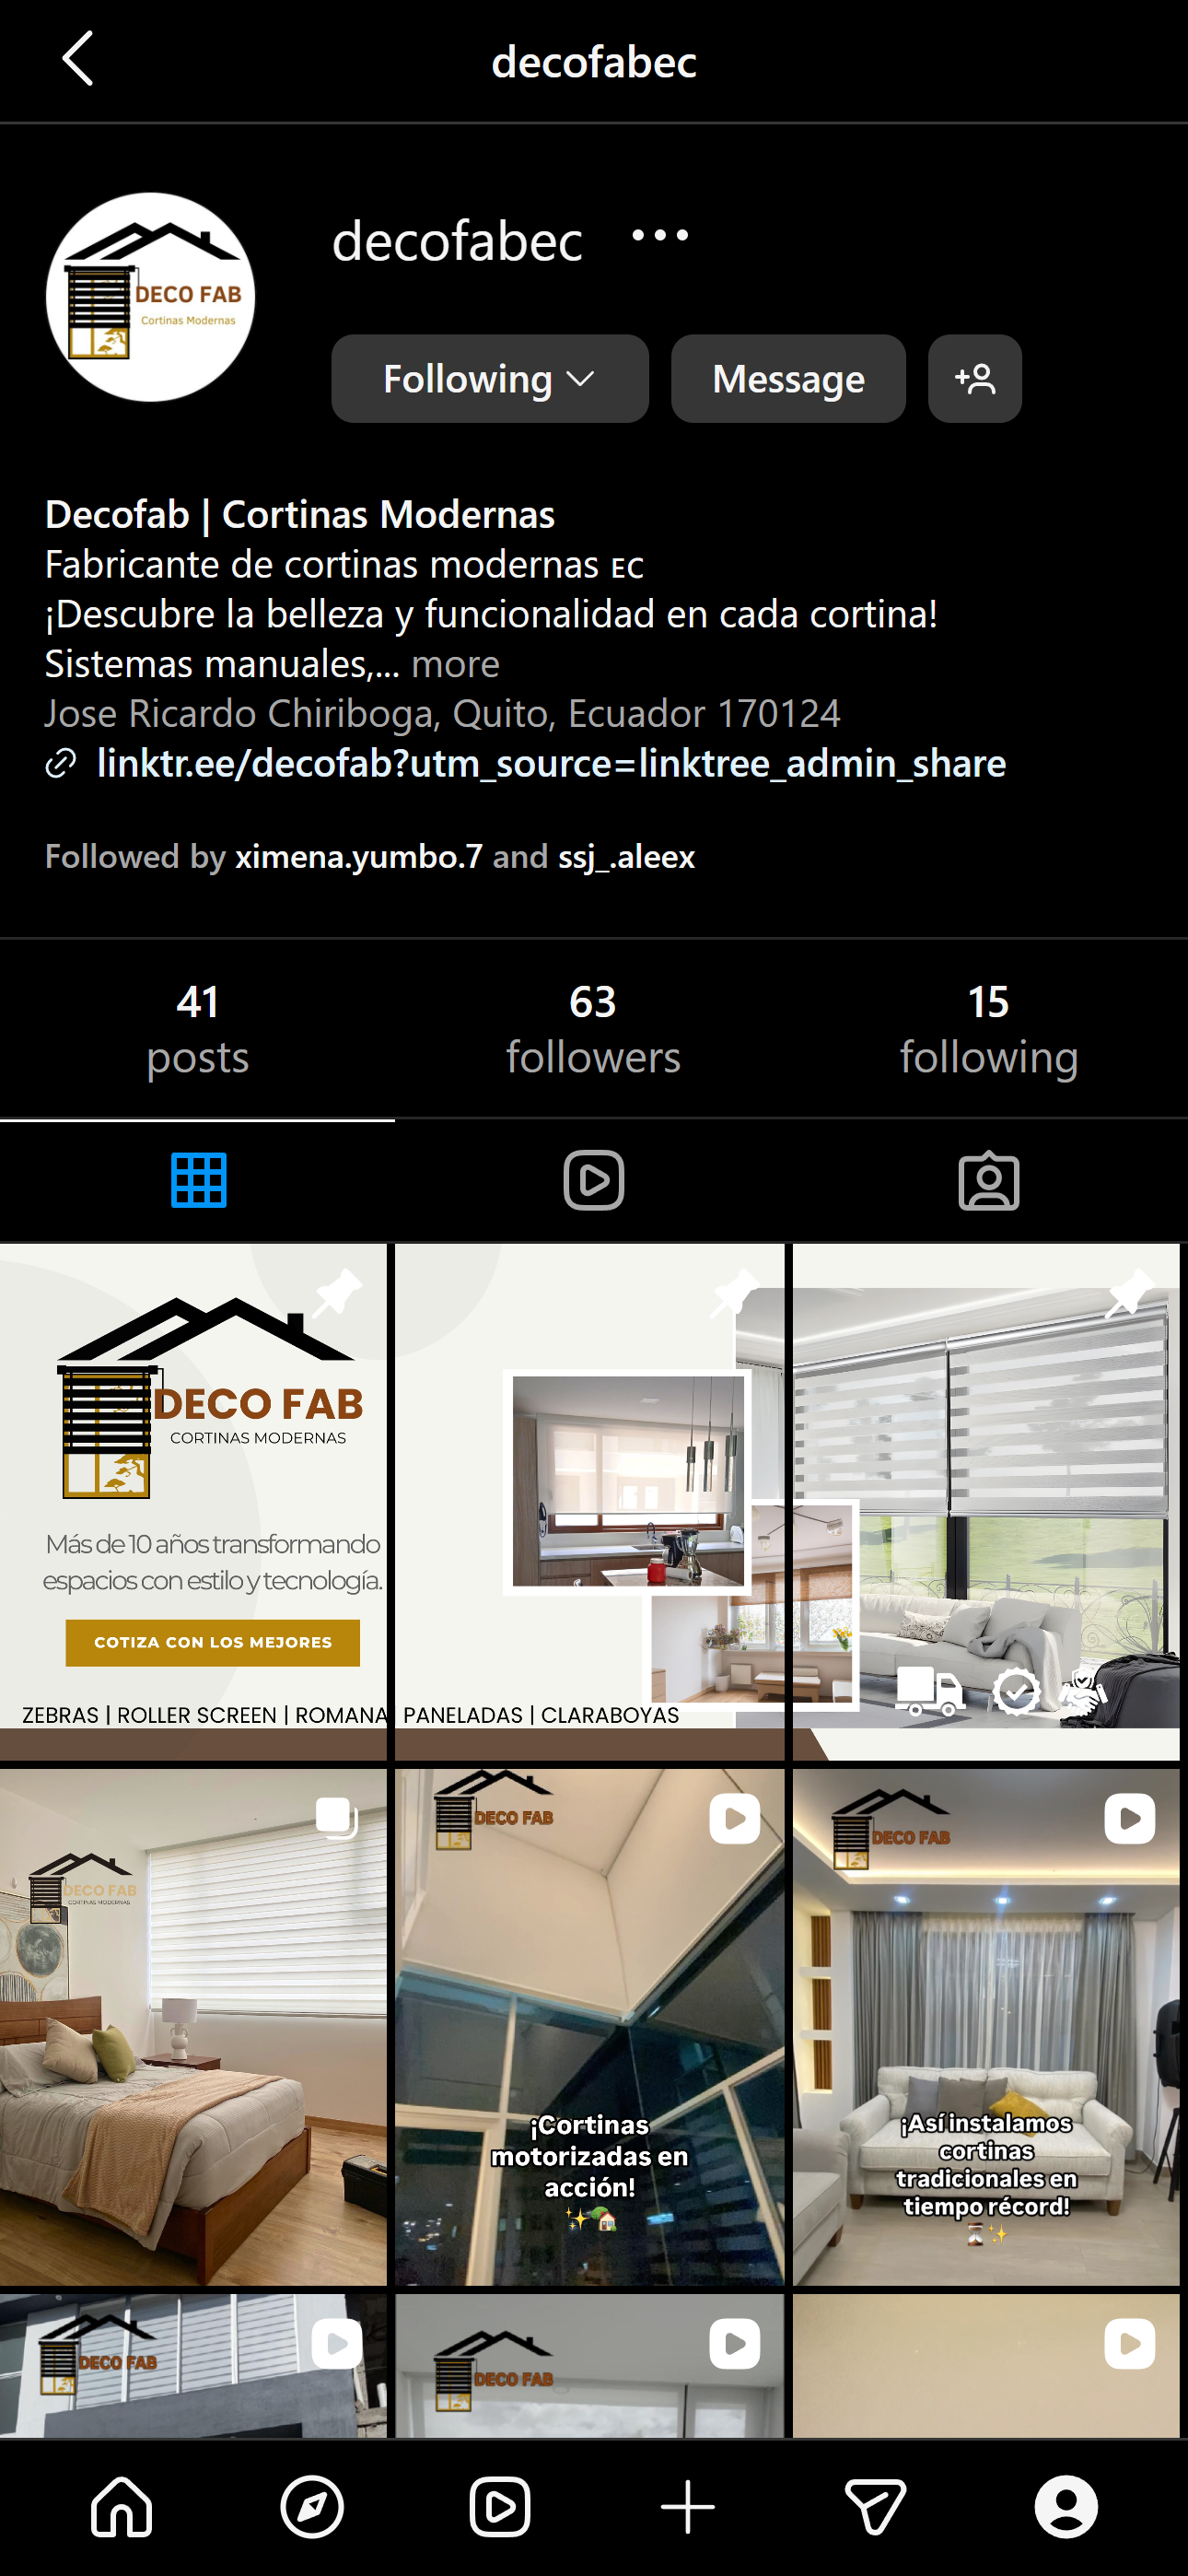 decofabec
DECO FAB
Cortinas Modernas
decofabec
Following
Message
Decofab | Cortinas Modernas
Fabricante de cortinas modernas EC
¡Descubre la belleza y funcionalidad en cada cortina!
Sistemas manuales,... more
Jose Ricardo Chiriboga, Quito, Ecuador 170124
linktr.ee/decofab?utm_source=linktree_admin_share
Followed by ximena.yumbo.7 and ssj_.aleex
41 posts
63 followers
15 following
DECO FAB
CORTINAS MODERNAS
Más de 10 años transformando
espacios con estilo y tecnología.
COTIZA CON LOS MEJORES
ZEBRAS | ROLLER SCREEN | ROMANA PANELADAS | CLARABOYAS
DECO FAB
CORTINAS MODERNAS
DECO FAB
¡Cortinas
motorizadas en
acción!
✨🏡
DECO FAB
¡Así instalamos
cortinas
tradicionales en
tiempo récord!
⏳✨
DECO FAB
DECO FAB